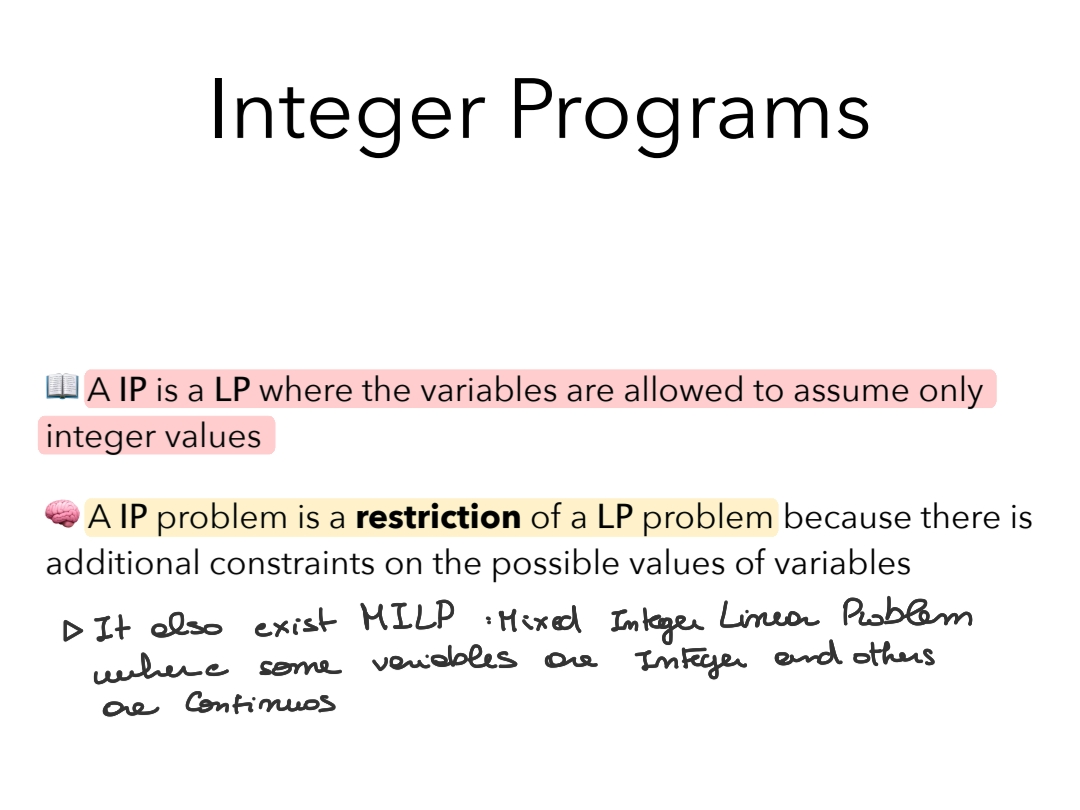 Integer Programs
📖 A IP is a LP where the variables are allowed to assume only
integer values
🧠 A IP problem is a restriction of a LP problem because there is
additional constraints on the possible values of variables
▷ It also exist MILP : Mixed Integer Linear Problem
where some variables are Integer and others
are Continuos